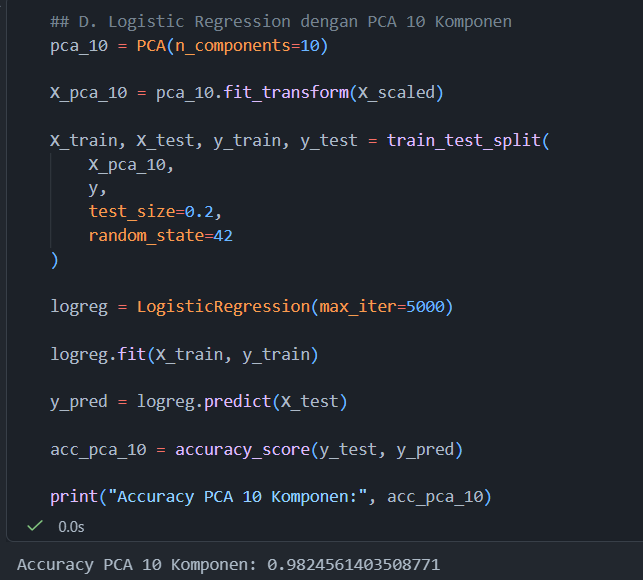 ## D. Logistic Regression dengan PCA 10 Komponen
pca_10 = PCA(n_components=10)
X_pca_10 = pca_10.fit_transform(X_scaled)
X_train, X_test, y_train, y_test = train_test_split(
    X_pca_10,
    y,
    test_size=0.2,
    random_state=42
)
logreg = LogisticRegression(max_iter=5000)
logreg.fit(X_train, y_train)
y_pred = logreg.predict(X_test)
acc_pca_10 = accuracy_score(y_test, y_pred)
print("Accuracy PCA 10 Komponen:", acc_pca_10)
0.0s
Accuracy PCA 10 Komponen: 0.9824561403508771